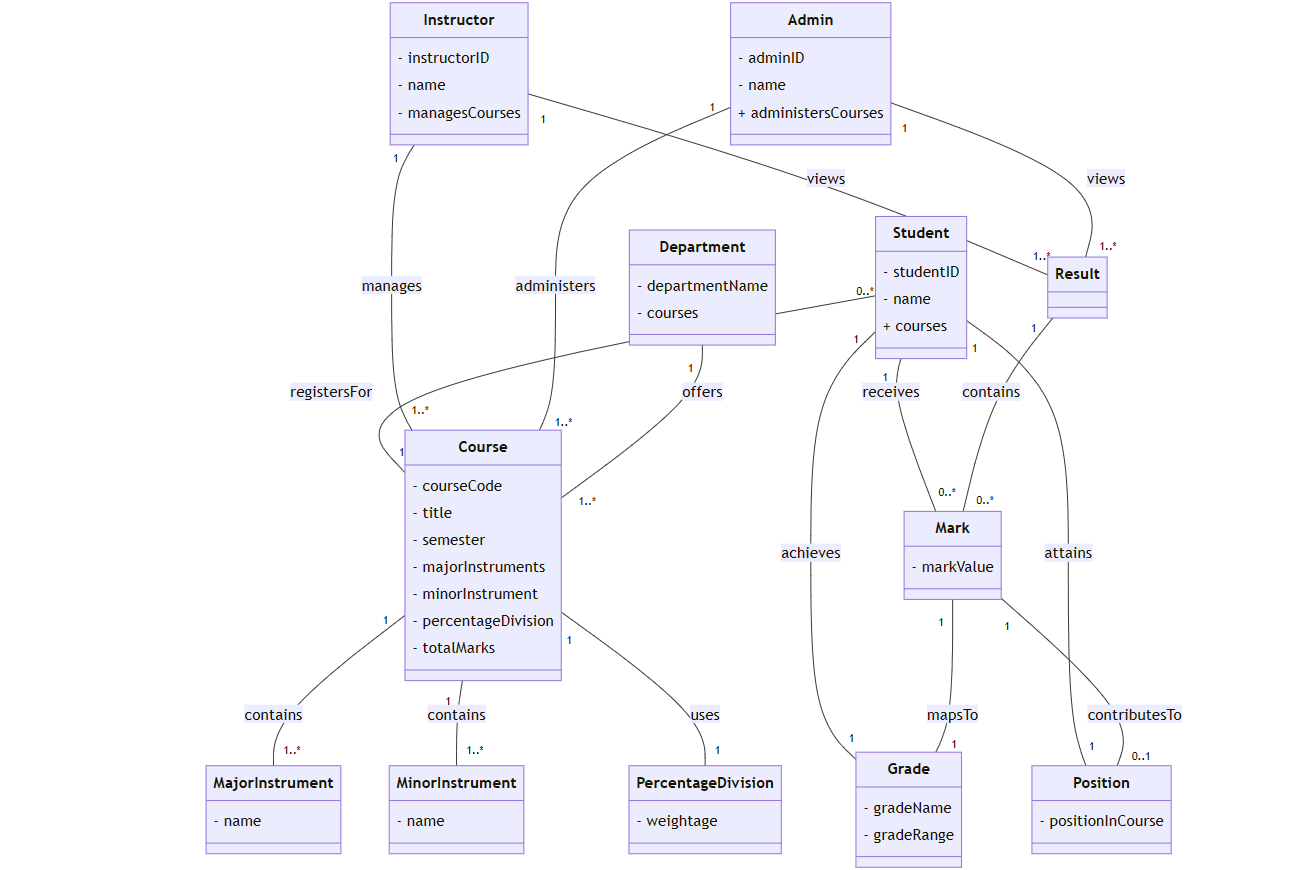 Instructor
- instructorID
- name
- managesCourses
Admin
- adminID
- name
+ administersCourses
1
1
1
1
views
views
Student
- studentID
- name
+ courses
Department
- departmentName
- courses
1..*
1..*
Result
manages
administers
0..*
1
1
1
1
1
registersFor
offers
receives
contains
1..*
1..*
1
1..*
0..*
0..*
Course
- courseCode
- title
- semester
- majorInstruments
- minorInstrument
- percentageDivision
- totalMarks
Mark
- markValue
achieves
attains
1
1
1
1
1
contains
contains
uses
mapsTo
contributesTo
1..*
1..*
1
1
1
1
0..1
MajorInstrument
- name
MinorInstrument
- name
PercentageDivision
- weightage
Grade
- gradeName
- gradeRange
Position
- positionInCourse